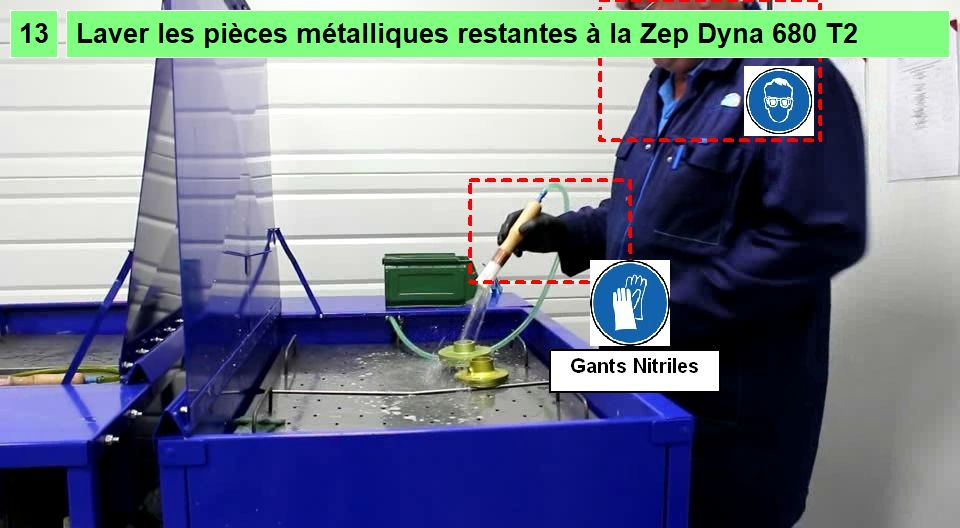 13 Laver les pièces métalliques restantes à la Zep Dyna 680 T2
Gants Nitriles